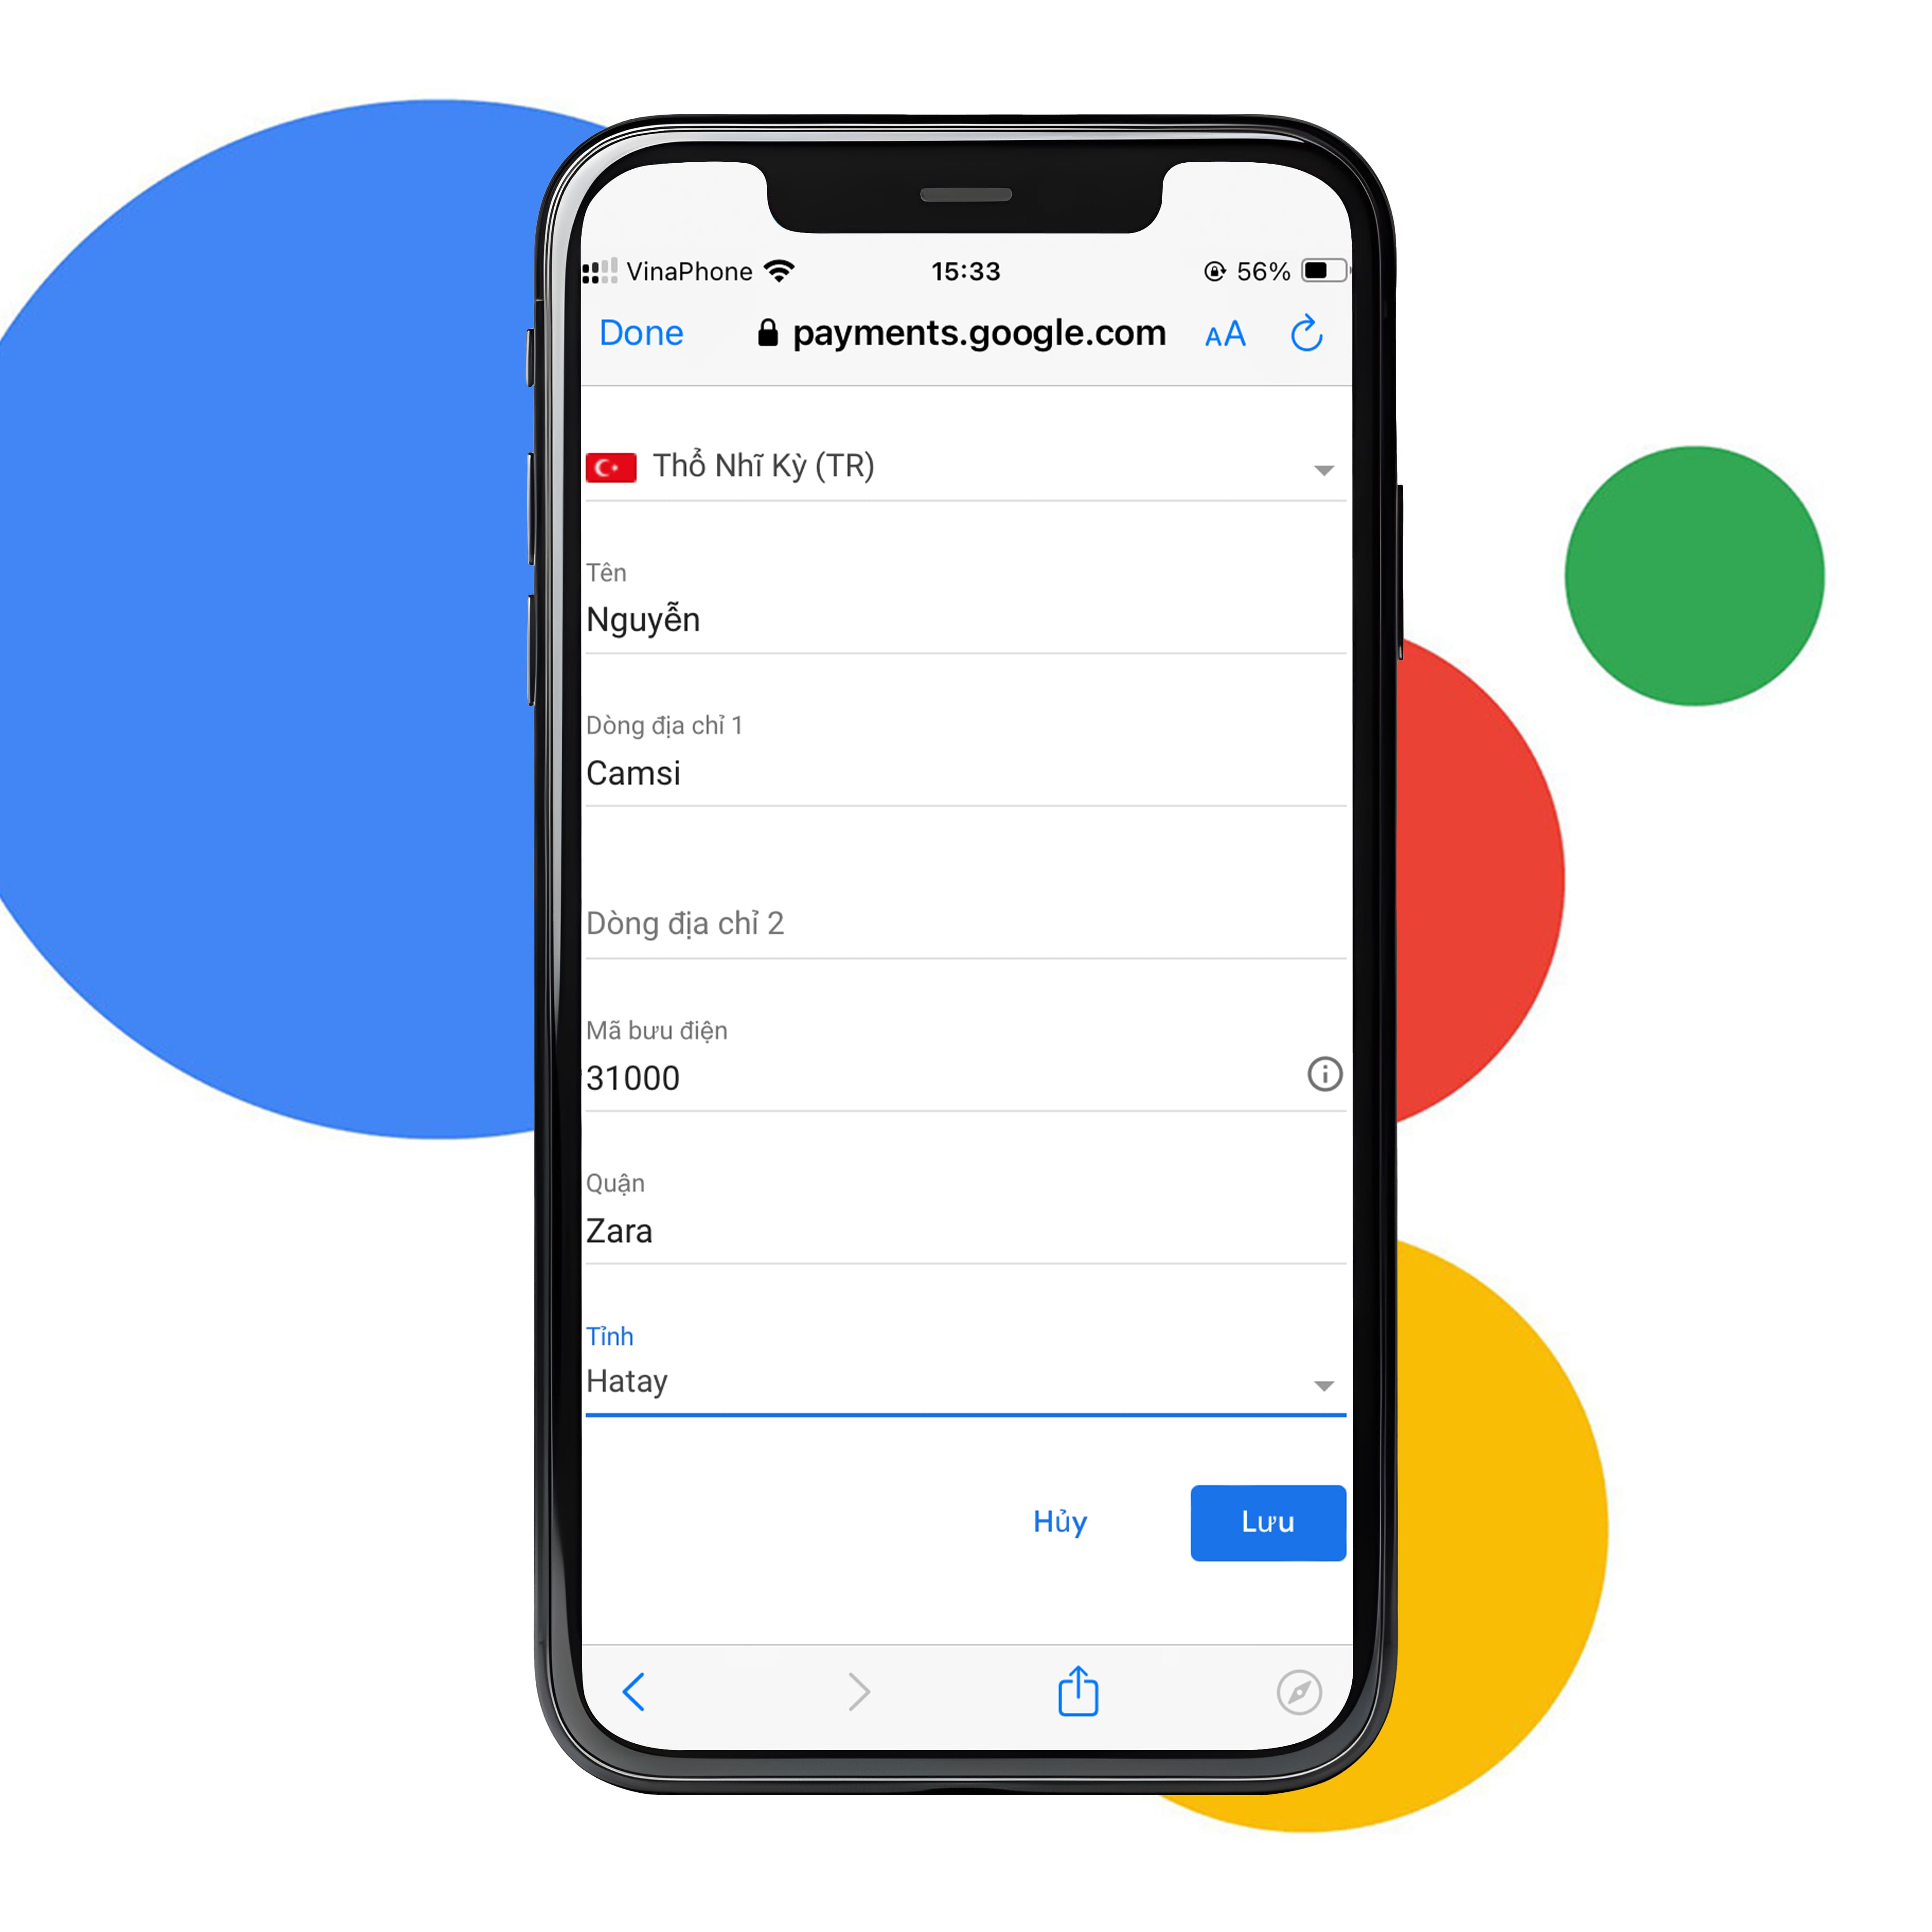 VinaPhone 15:33 56%
Done payments.google.com AA
Thổ Nhĩ Kỳ (TR)
Tên
Nguyễn
Dòng địa chỉ 1
Camsi
Dòng địa chỉ 2
Mã bưu điện
31000
Quận
Zara
Tỉnh
Hatay
Hủy Lưu